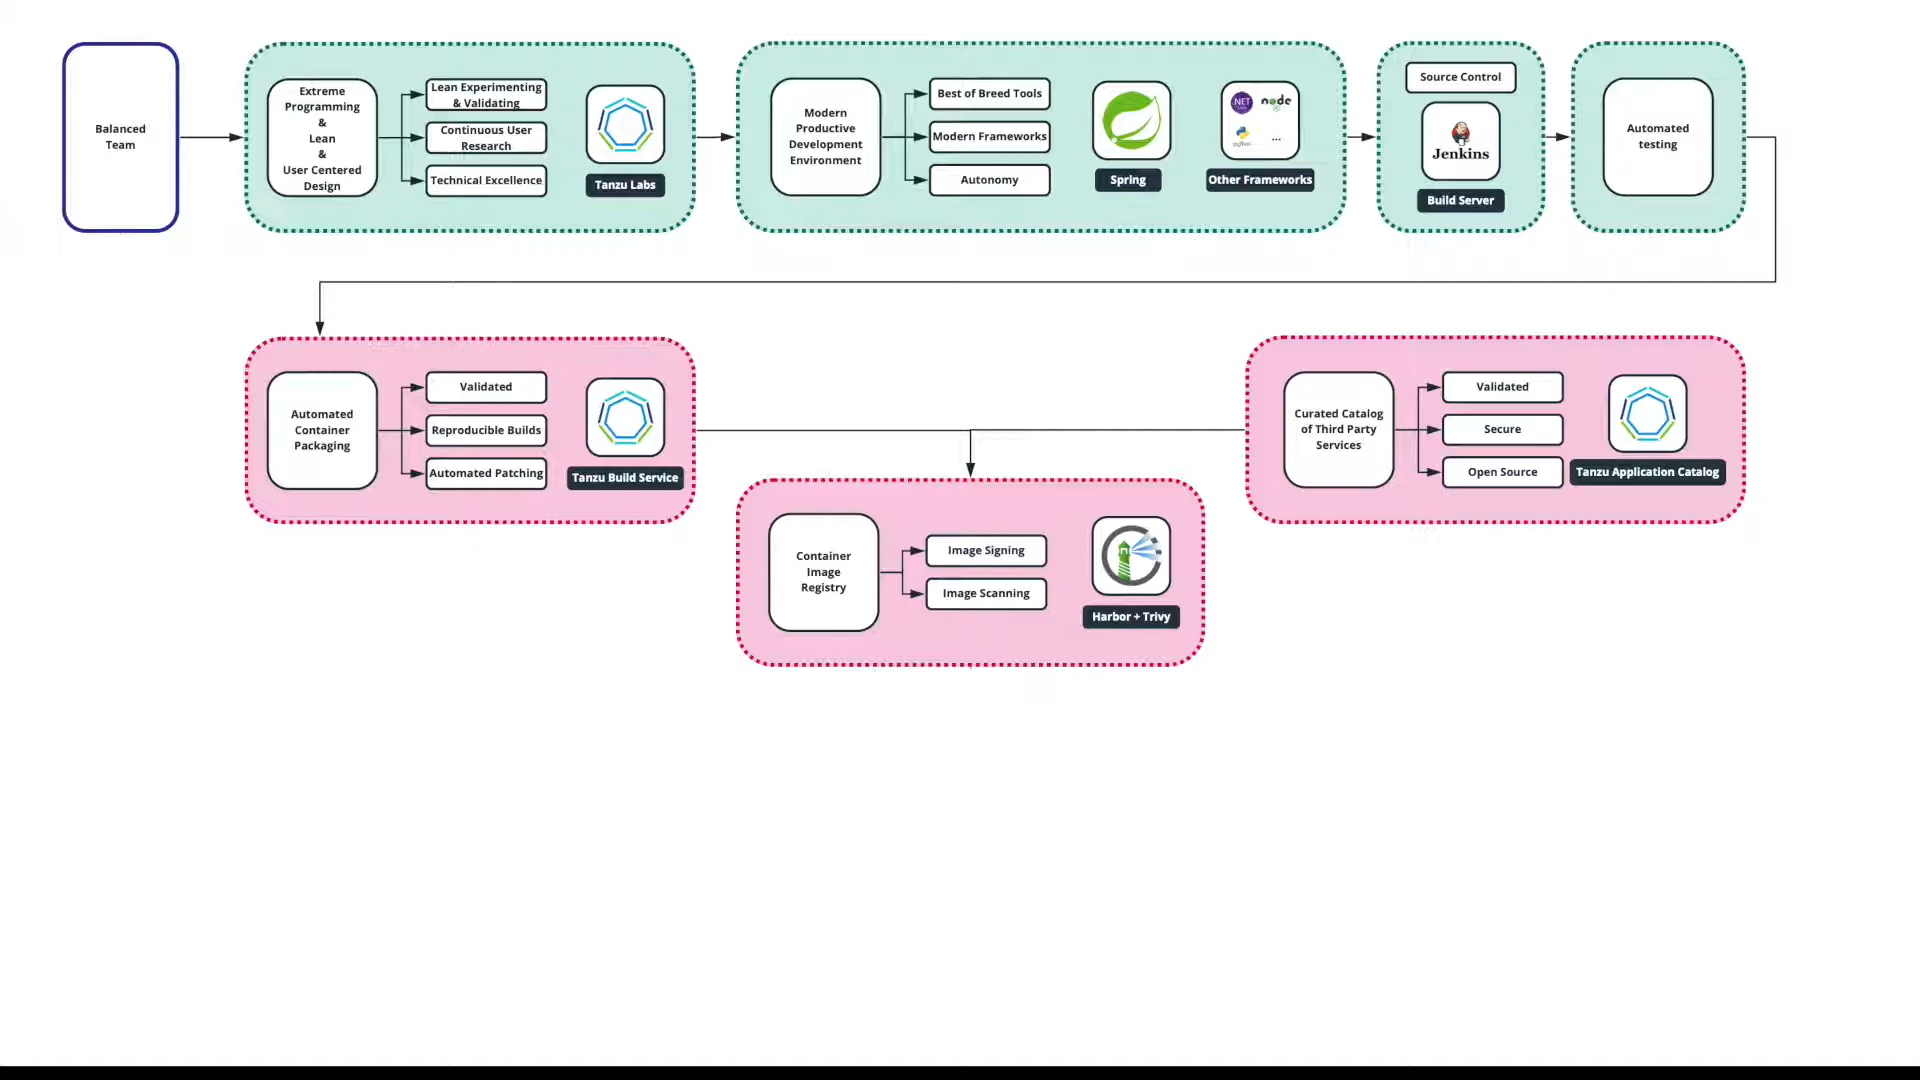 Balanced
Team
Extreme
Programming
&
Lean
&
User Centered
Design
Lean Experimenting
& Validating
Continuous User
Research
Technical Excellence
Tanzu Labs
Modern
Productive
Development
Environment
Best of Breed Tools
Modern Frameworks
Autonomy
Spring
.NET
node
python
...
Other Frameworks
Source Control
Jenkins
Build Server
Automated
testing
Automated
Container
Packaging
Validated
Reproducible Builds
Automated Patching
Tanzu Build Service
Curated Catalog
of Third Party
Services
Validated
Secure
Open Source
Tanzu Application Catalog
Container
Image
Registry
Image Signing
Image Scanning
Harbor + Trivy